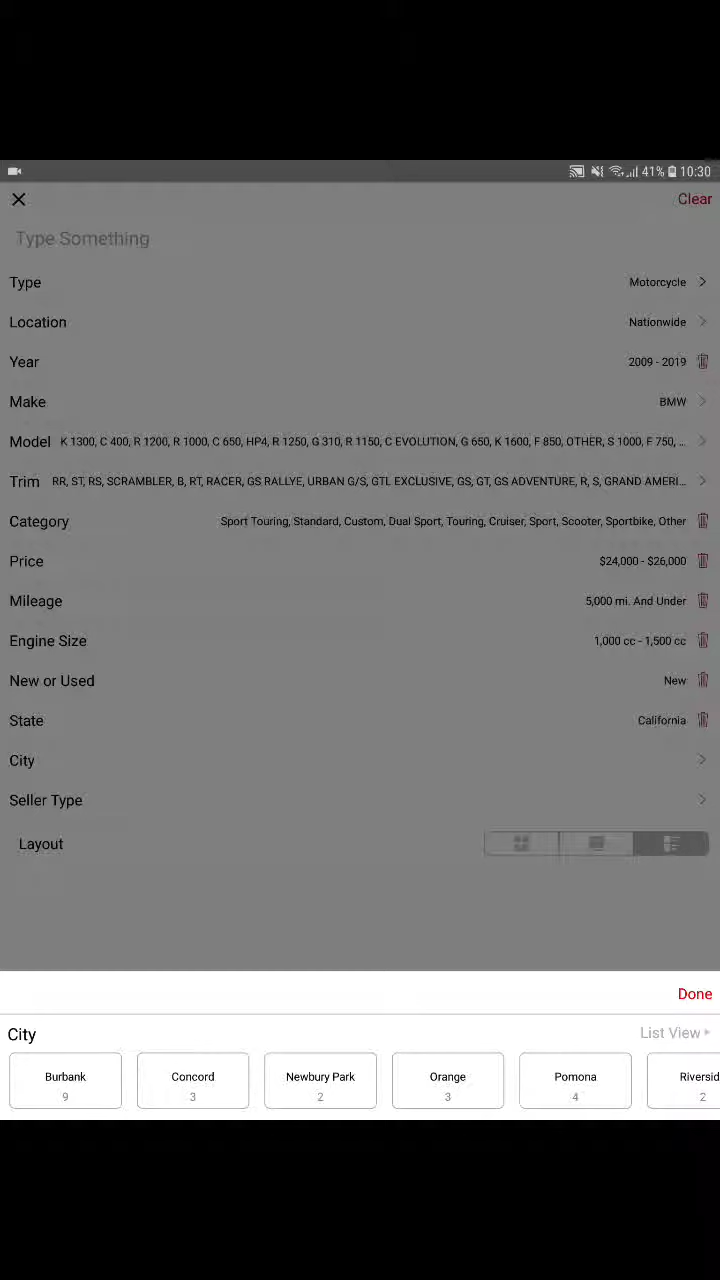 41% 10:30
Clear
Type Something
Type Motorcycle
Location Nationwide
Year 2009 - 2019
Make BMW
Model K 1300, C 400, R 1200, R 1000, C 650, HP4, R 1250, G 310, R 1150, C EVOLUTION, G 650, K 1600, F 850, OTHER, S 1000, F 750, ...
Trim RR, ST, RS, SCRAMBLER, B, RT, RACER, GS RALLYE, URBAN G/S, GTL EXCLUSIVE, GS, GT, GS ADVENTURE, R, S, GRAND AMERI...
Category Sport Touring, Standard, Custom, Dual Sport, Touring, Cruiser, Sport, Scooter, Sportbike, Other
Price $24,000 - $26,000
Mileage 5,000 mi. And Under
Engine Size 1,000 cc - 1,500 cc
New or Used New
State California
City
Seller Type
Layout
Done
City List View
Burbank Concord Newbury Park Orange Pomona Riversid
9 3 2 3 4 2